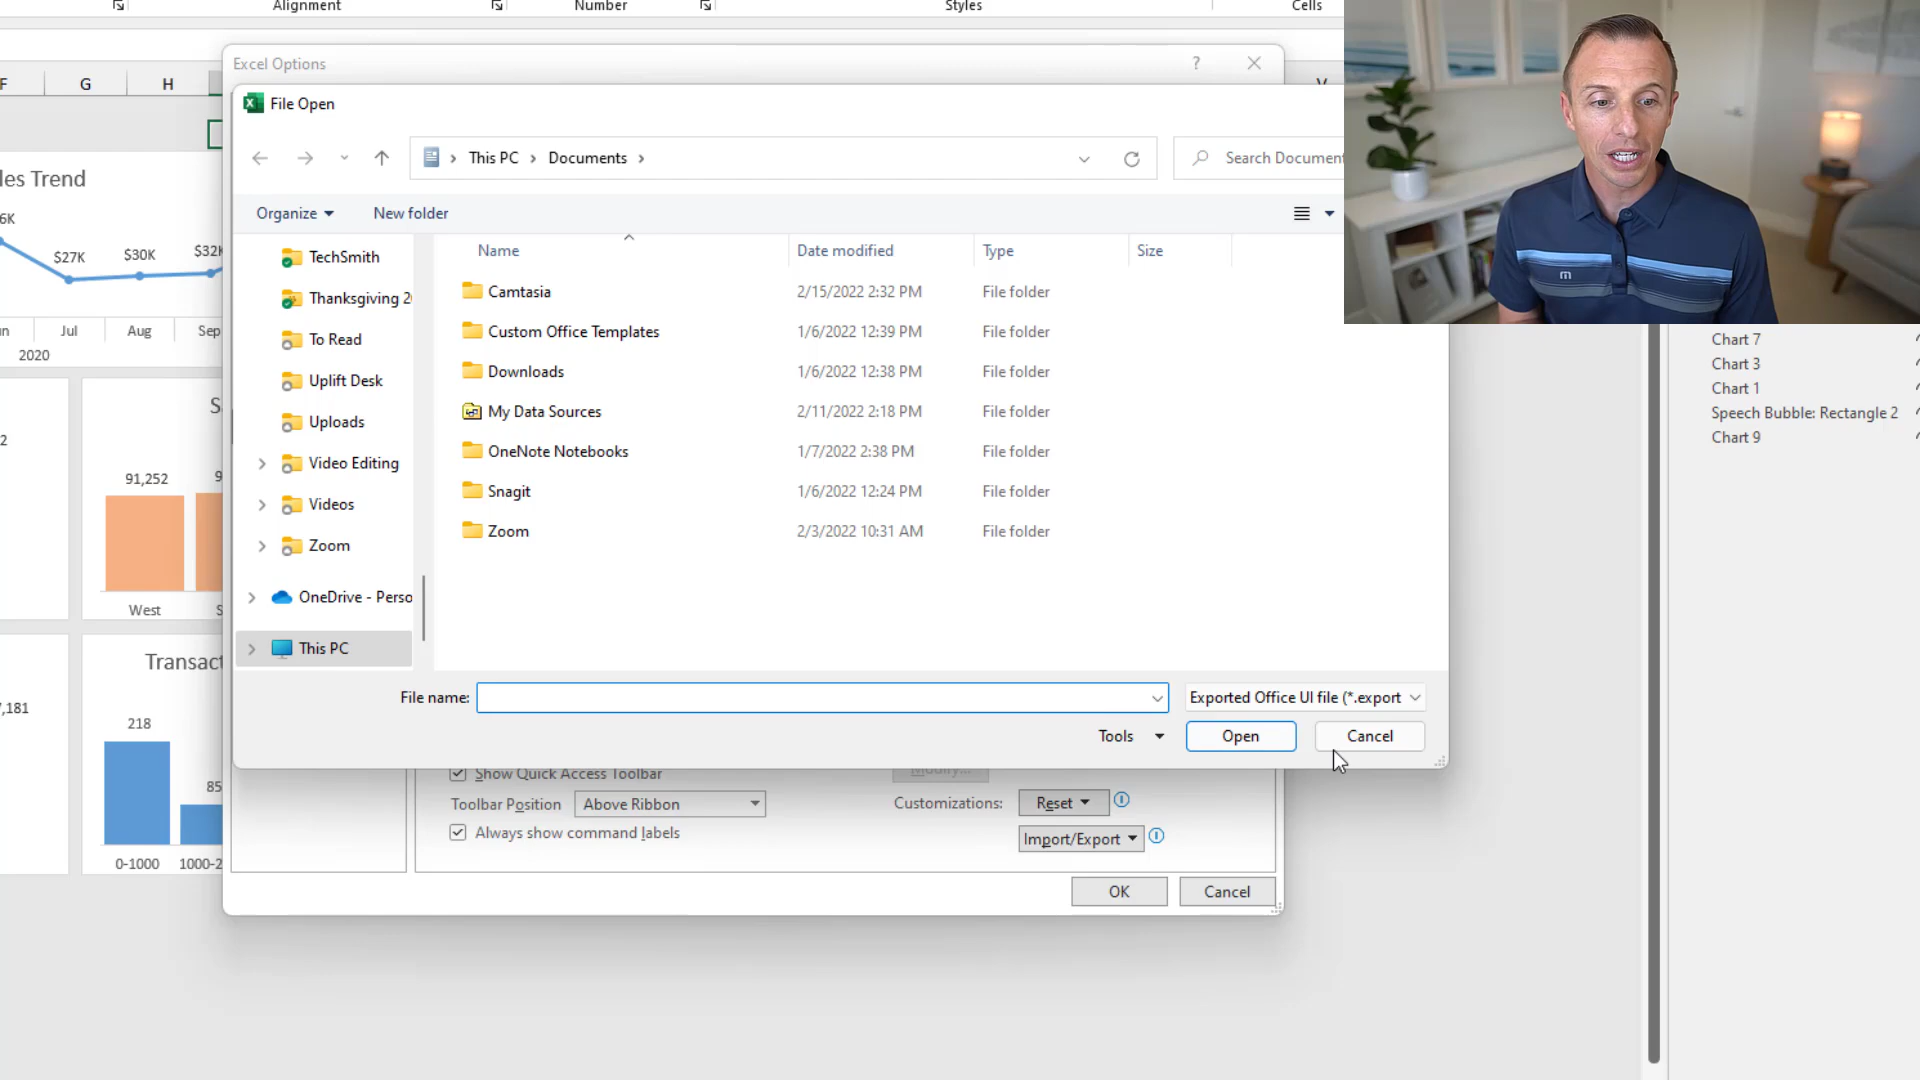 Alignment
Number
Styles
Cells
Excel Options
F
G
H
File Open
This PC > Documents >
Search Document
Organize
New folder
Name
Date modified
Type
Size
TechSmith
Thanksgiving 20
To Read
Uplift Desk
Uploads
Video Editing
Videos
Zoom
OneDrive - Perso
This PC
Camtasia 2/15/2022 2:32 PM File folder
Custom Office Templates 1/6/2022 12:39 PM File folder
Downloads 1/6/2022 12:38 PM File folder
My Data Sources 2/11/2022 2:18 PM File folder
OneNote Notebooks 1/7/2022 2:38 PM File folder
Snagit 1/6/2022 12:24 PM File folder
Zoom 2/3/2022 10:31 AM File folder
File name:
Exported Office UI file (*.export
Tools
Open
Cancel
Show Quick Access Toolbar
Modify...
Toolbar Position
Above Ribbon
Customizations:
Reset
Always show command labels
Import/Export
OK
Cancel
les Trend
6K
$27K
$30K
$32K
Jul
Aug
Sep
2020
91,252
West
Transact
7,181
218
85
0-1000
1000-2
Chart 7
Chart 3
Chart 1
Speech Bubble: Rectangle 2
Chart 9